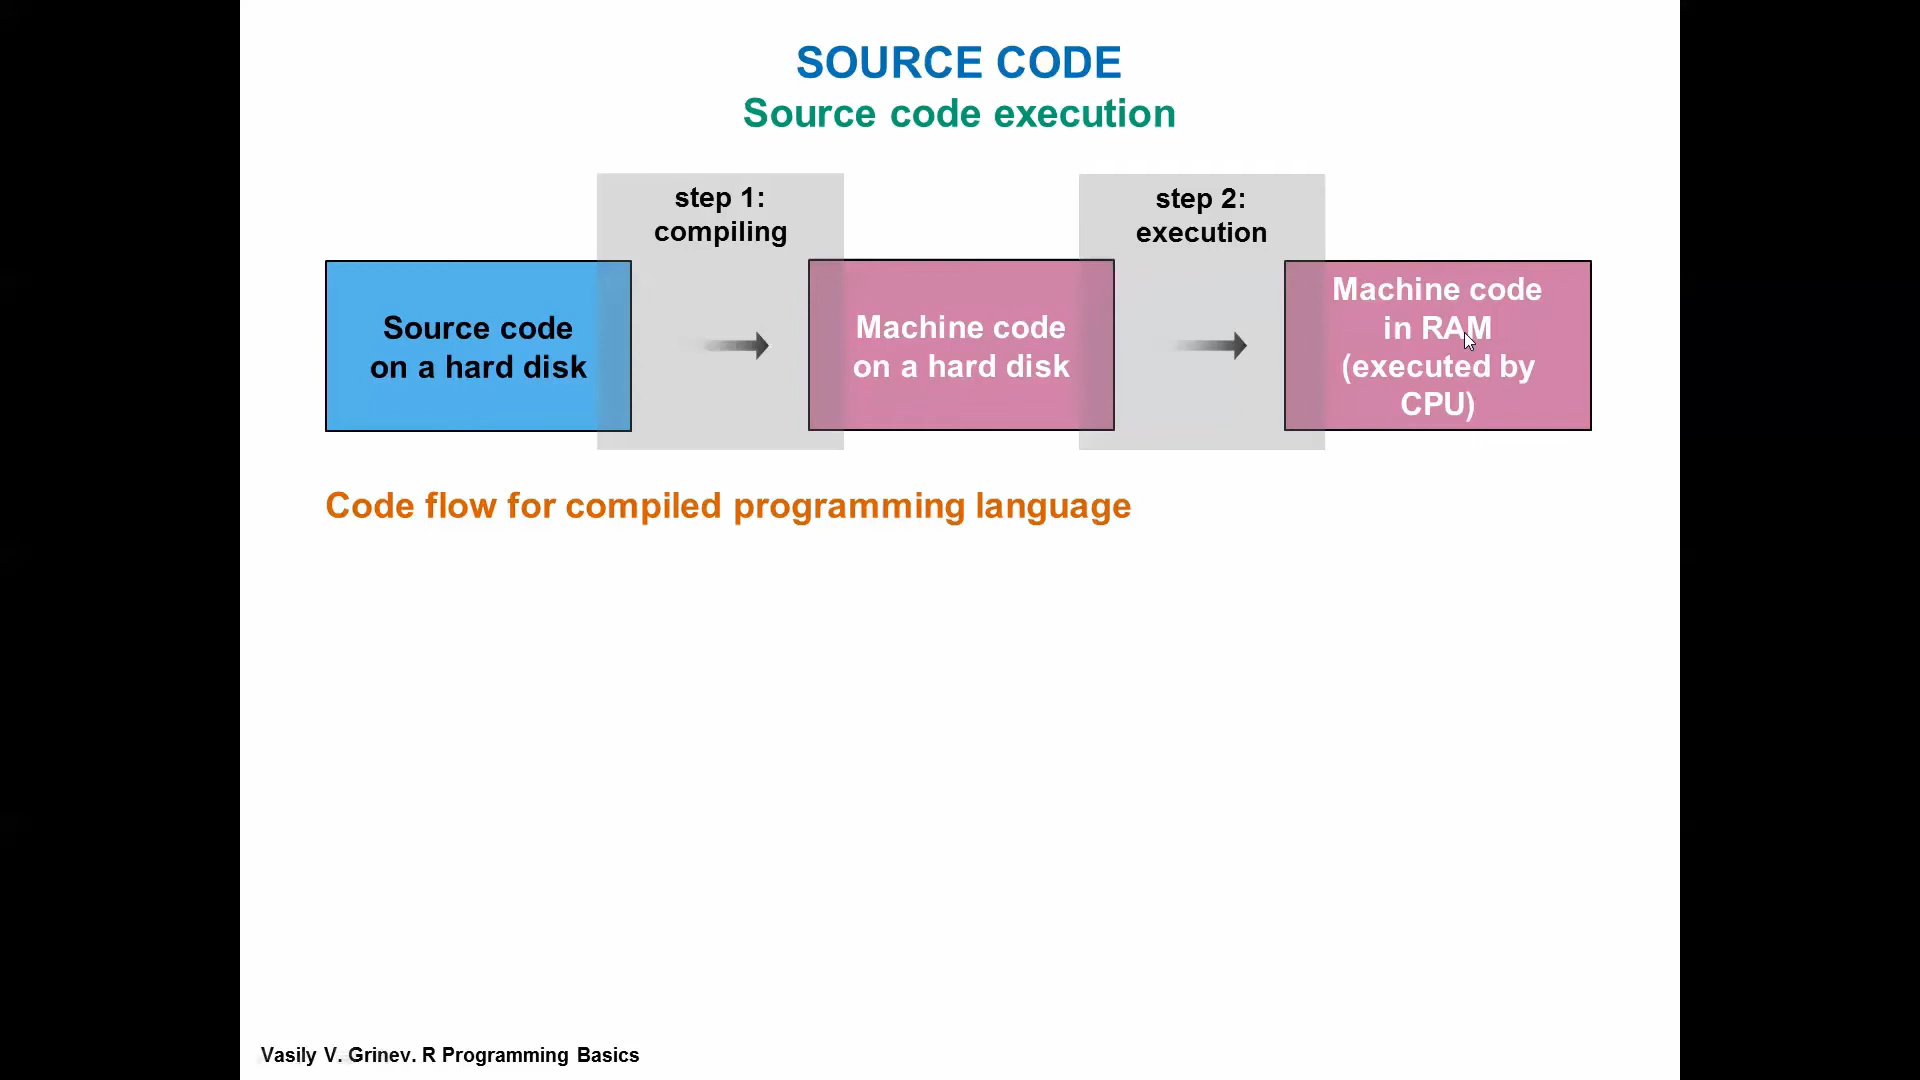 SOURCE CODE
Source code execution
step 1:
compiling
step 2:
execution
Source code
on a hard disk
Machine code
on a hard disk
Machine code
in RAM
(executed by
CPU)
Code flow for compiled programming language
Vasily V. Grinev. R Programming Basics